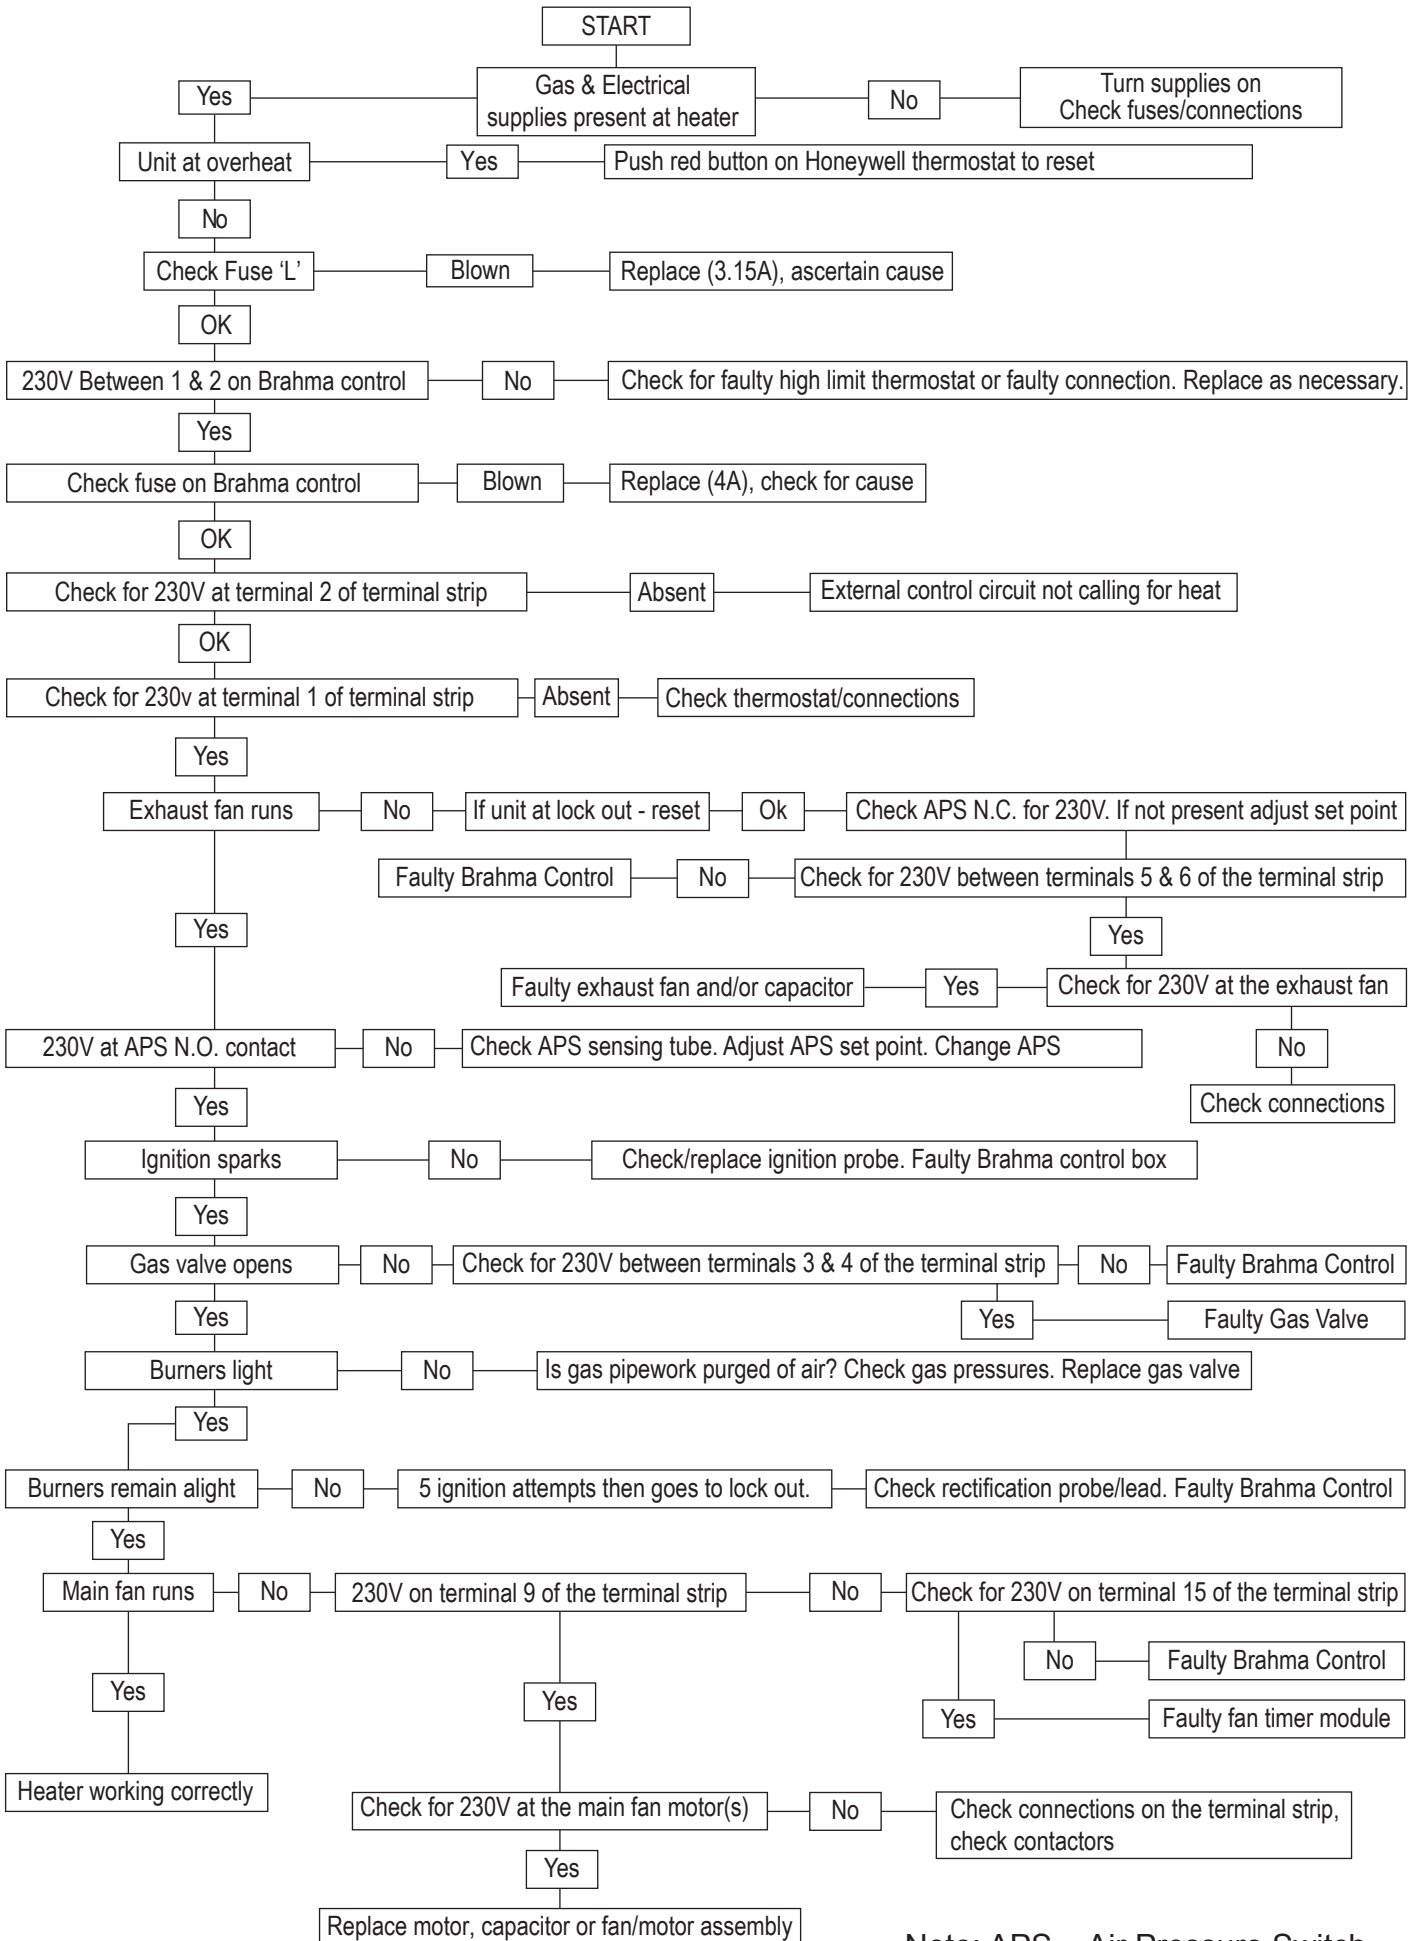 START
Gas & Electrical
supplies present at heater
Yes
No
Turn supplies on
Check fuses/connections
Unit at overheat
Yes
Push red button on Honeywell thermostat to reset
No
Check Fuse ‘L’
Blown
Replace (3.15A), ascertain cause
OK
230V Between 1 & 2 on Brahma control
No
Check for faulty high limit thermostat or faulty connection. Replace as necessary.
Yes
Check fuse on Brahma control
Blown
Replace (4A), check for cause
OK
Check for 230V at terminal 2 of terminal strip
Absent
External control circuit not calling for heat
OK
Check for 230v at terminal 1 of terminal strip
Absent
Check thermostat/connections
Yes
Exhaust fan runs
No
If unit at lock out - reset
Ok
Check APS N.C. for 230V. If not present adjust set point
Faulty Brahma Control
No
Check for 230V between terminals 5 & 6 of the terminal strip
Yes
Yes
Faulty exhaust fan and/or capacitor
Yes
Check for 230V at the exhaust fan
230V at APS N.O. contact
No
Check APS sensing tube. Adjust APS set point. Change APS
No
Yes
Check connections
Ignition sparks
No
Check/replace ignition probe. Faulty Brahma control box
Yes
Gas valve opens
No
Check for 230V between terminals 3 & 4 of the terminal strip
No
Faulty Brahma Control
Yes
Yes
Faulty Gas Valve
Burners light
No
Is gas pipework purged of air? Check gas pressures. Replace gas valve
Yes
Burners remain alight
No
5 ignition attempts then goes to lock out.
Check rectification probe/lead. Faulty Brahma Control
Yes
Main fan runs
No
230V on terminal 9 of the terminal strip
No
Check for 230V on terminal 15 of the terminal strip
No
Faulty Brahma Control
Yes
Yes
Yes
Faulty fan timer module
Heater working correctly
Check for 230V at the main fan motor(s)
No
Check connections on the terminal strip,
check contactors
Yes
Replace motor, capacitor or fan/motor assembly
Note: APS = Air Pressure Switch